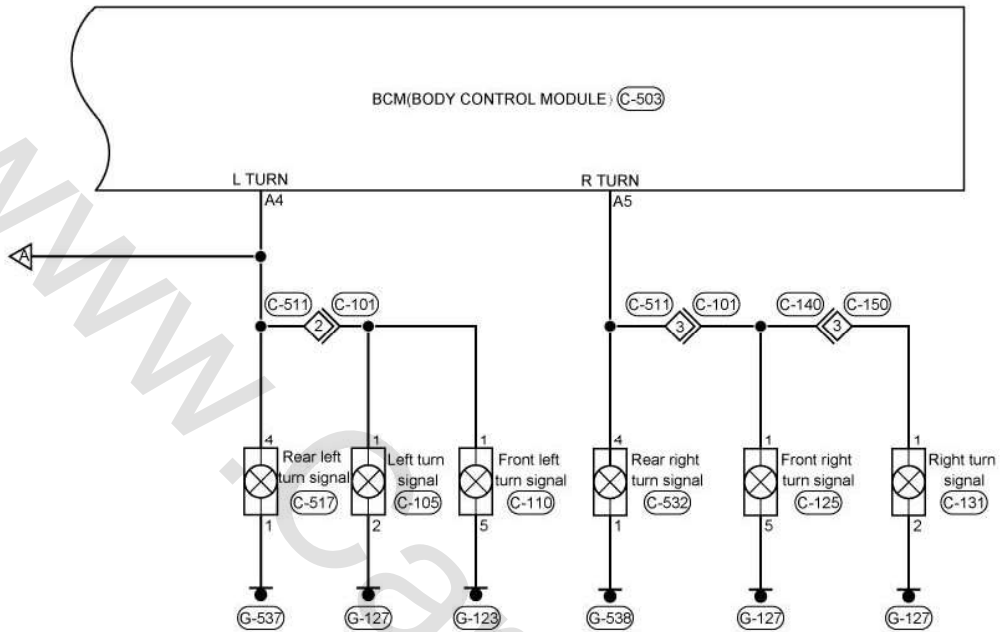 BCM(BODY CONTROL MODULE) C-503
L TURN
R TURN
A4
A5
A
C-511
2
C-101
C-511
3
C-101
C-140
3
C-150
4
Rear left
turn signal
C-517
1
1
Left turn
signal
C-105
2
1
Front left
turn signal
C-110
5
4
Rear right
turn signal
C-532
1
1
Front right
turn signal
C-125
5
1
Right turn
signal
C-131
2
G-537
G-127
G-123
G-538
G-127
G-127
www.ca